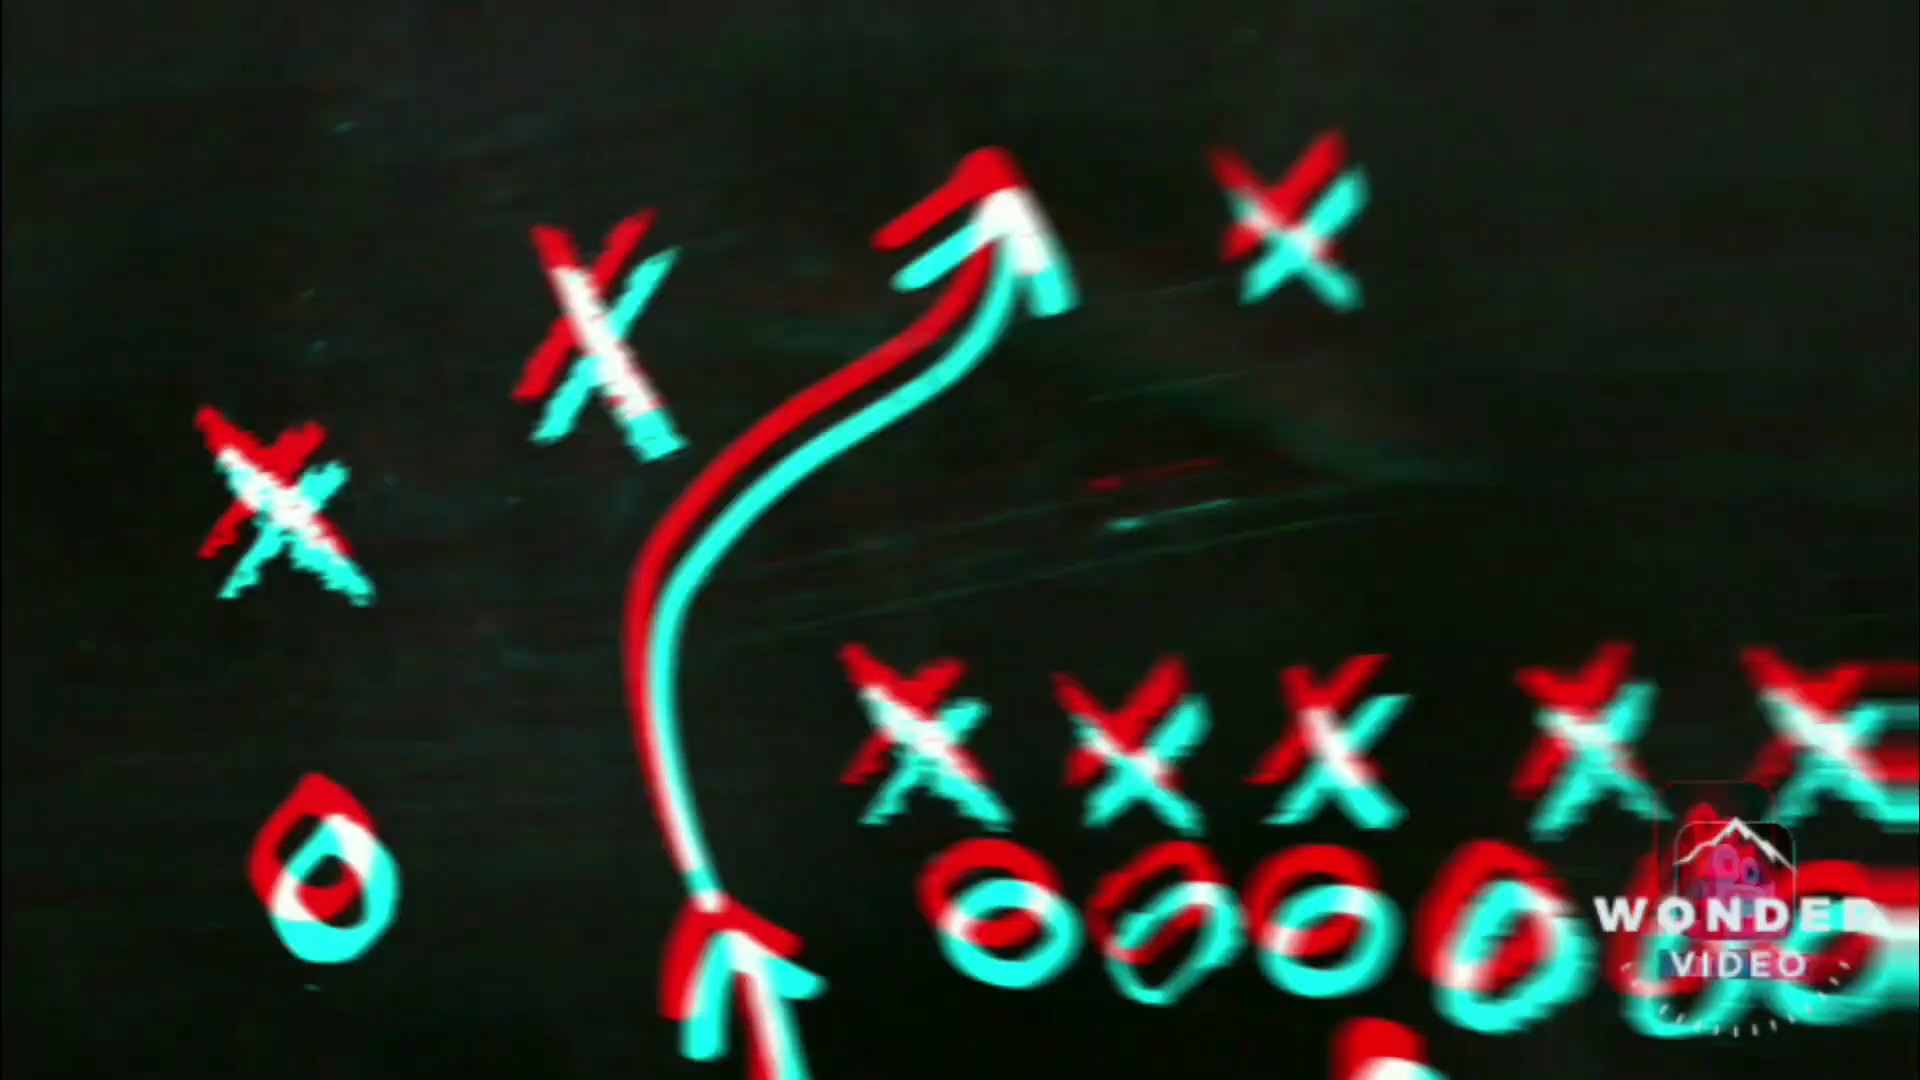 X
X
X
X X X X X
O
O O O O O O
WONDER
VIDEO